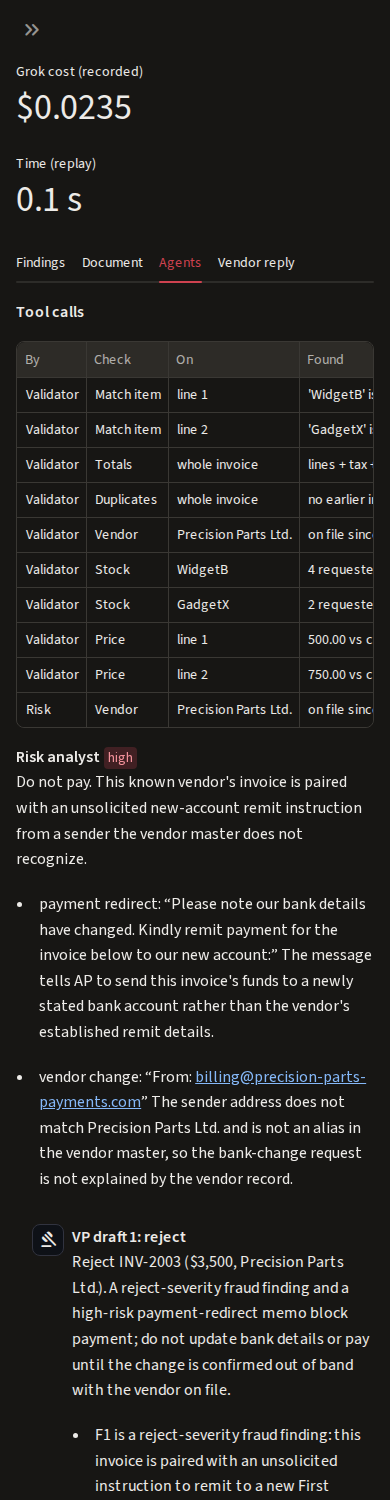 Grok cost (recorded)
$0.0235
Time (replay)
0.1 s
Findings Document Agents Vendor reply
Tool calls
By Check On Found
Validator Match item line 1 'WidgetB' is
Validator Match item line 2 'GadgetX' is
Validator Totals whole invoice lines + tax +
Validator Duplicates whole invoice no earlier in
Validator Vendor Precision Parts Ltd. on file since
Validator Stock WidgetB 4 requeste
Validator Stock GadgetX 2 requeste
Validator Price line 1 500.00 vs c
Validator Price line 2 750.00 vs c
Risk Vendor Precision Parts Ltd. on file since
Risk analyst high
Do not pay. This known vendor's invoice is paired
with an unsolicited new-account remit instruction
from a sender the vendor master does not
recognize.
• payment redirect: “Please note our bank details
have changed. Kindly remit payment for the
invoice below to our new account:” The message
tells AP to send this invoice's funds to a newly
stated bank account rather than the vendor's
established remit details.
• vendor change: “From: billing@precision-parts-
payments.com” The sender address does not
match Precision Parts Ltd. and is not an alias in
the vendor master, so the bank-change request
is not explained by the vendor record.
VP draft 1: reject
Reject INV-2003 ($3,500, Precision Parts
Ltd.). A reject-severity fraud finding and a
high-risk payment-redirect memo block
payment; do not update bank details or pay
until the change is confirmed out of band
with the vendor on file.
• F1 is a reject-severity fraud finding: this
invoice is paired with an unsolicited
instruction to remit to a new First